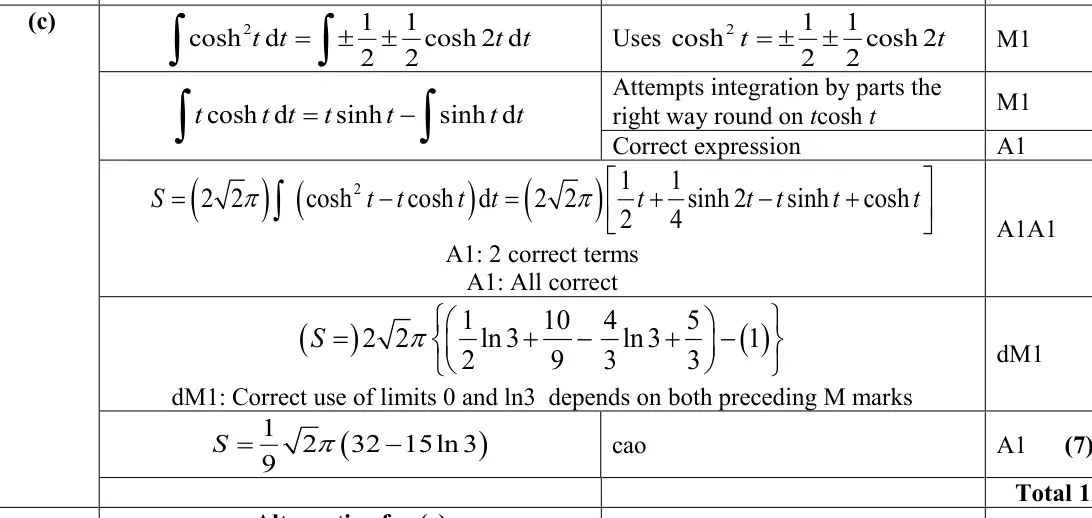 (c)
∫cosh²t dt = ∫ ± 1/2 ± 1/2 cosh 2t dt
Uses cosh² t = ± 1/2 ± 1/2 cosh 2t
M1
∫t cosh t dt = t sinh t − ∫sinh t dt
Attempts integration by parts the
right way round on tcosh t
M1
Correct expression
A1
S = (2√2π)∫ (cosh² t − t cosh t)dt = (2√2π)[1/2 t + 1/4 sinh 2t − t sinh t + cosh t]
A1: 2 correct terms
A1: All correct
A1A1
(S =)2√2π{(1/2 ln 3 + 10/9 − 4/3 ln 3 + 5/3) − (1)}
dM1: Correct use of limits 0 and ln3 depends on both preceding M marks
dM1
S = 1/9 √2π(32 − 15 ln 3)
cao
A1 (7)
Total 1